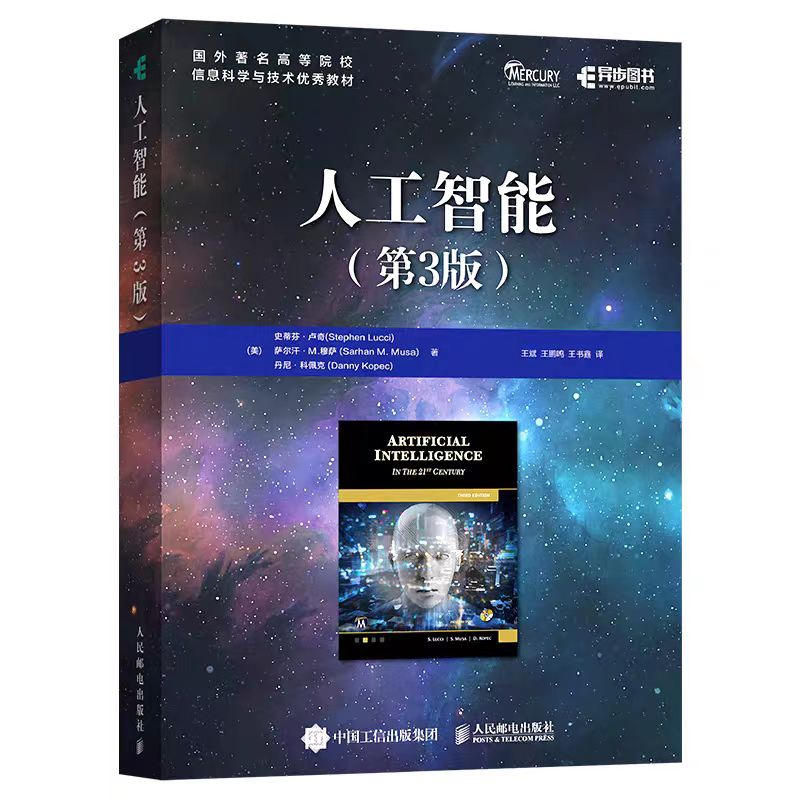 国外著名高等院校
信息科学与技术优秀教材
MERCURY
LEARNING AND INFORMATION LLC
异步图书
www.epubit.com
人工智能
（第3版）
史蒂芬·卢奇(Stephen Lucci)
（美） 萨尔汗·M.穆萨 (Sarhan M. Musa) 著
丹尼·科佩克 (Danny Kopec)
王斌 王鹏鸣 王书鑫 译
ARTIFICIAL
INTELLIGENCE
IN THE 21ST CENTURY
THIRD EDITION
S. LUCCI | S. MUSA | D. KOPEC
中国工信出版集团
人民邮电出版社
POSTS & TELECOM PRESS
人工智能（第3版）
人民邮电出版社